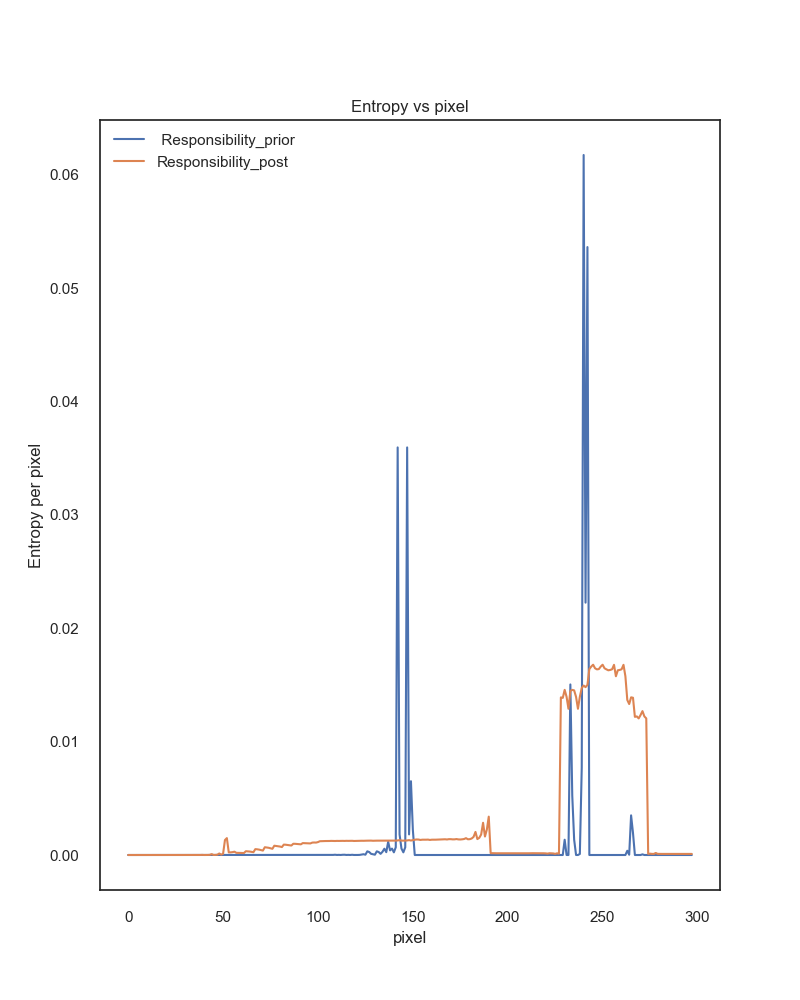 Entropy vs pixel
Responsibility_prior
Responsibility_post
0.06
0.05
0.04
0.03
0.02
0.01
0.00
Entropy per pixel
0 50 100 150 200 250 300
pixel